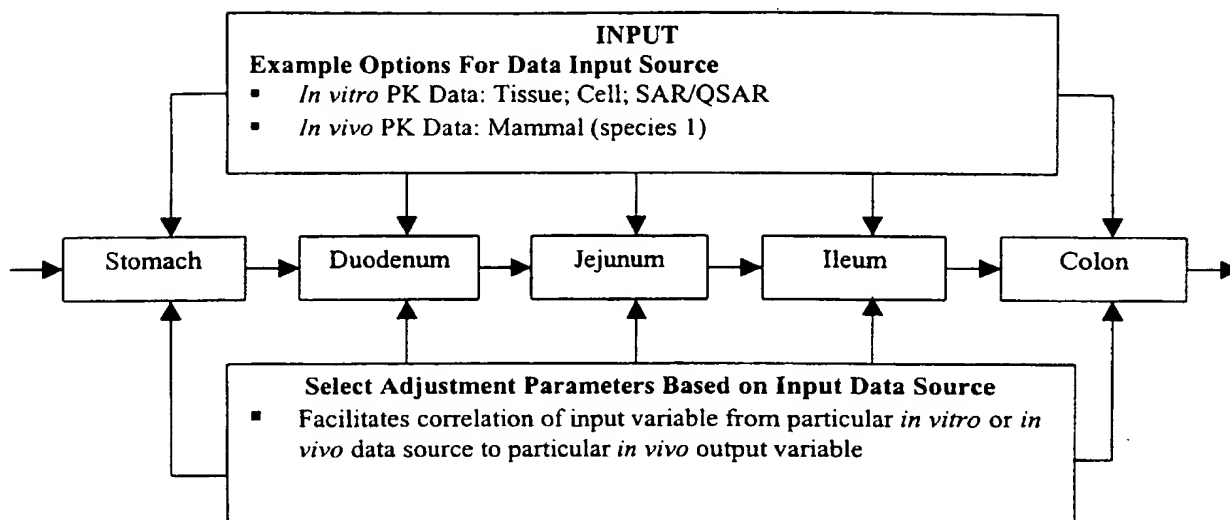 INPUT
Example Options For Data Input Source
▪ In vitro PK Data: Tissue; Cell; SAR/QSAR
▪ In vivo PK Data: Mammal (species 1)
Stomach
Duodenum
Jejunum
Ileum
Colon
Select Adjustment Parameters Based on Input Data Source
▪ Facilitates correlation of input variable from particular in vitro or in
vivo data source to particular in vivo output variable